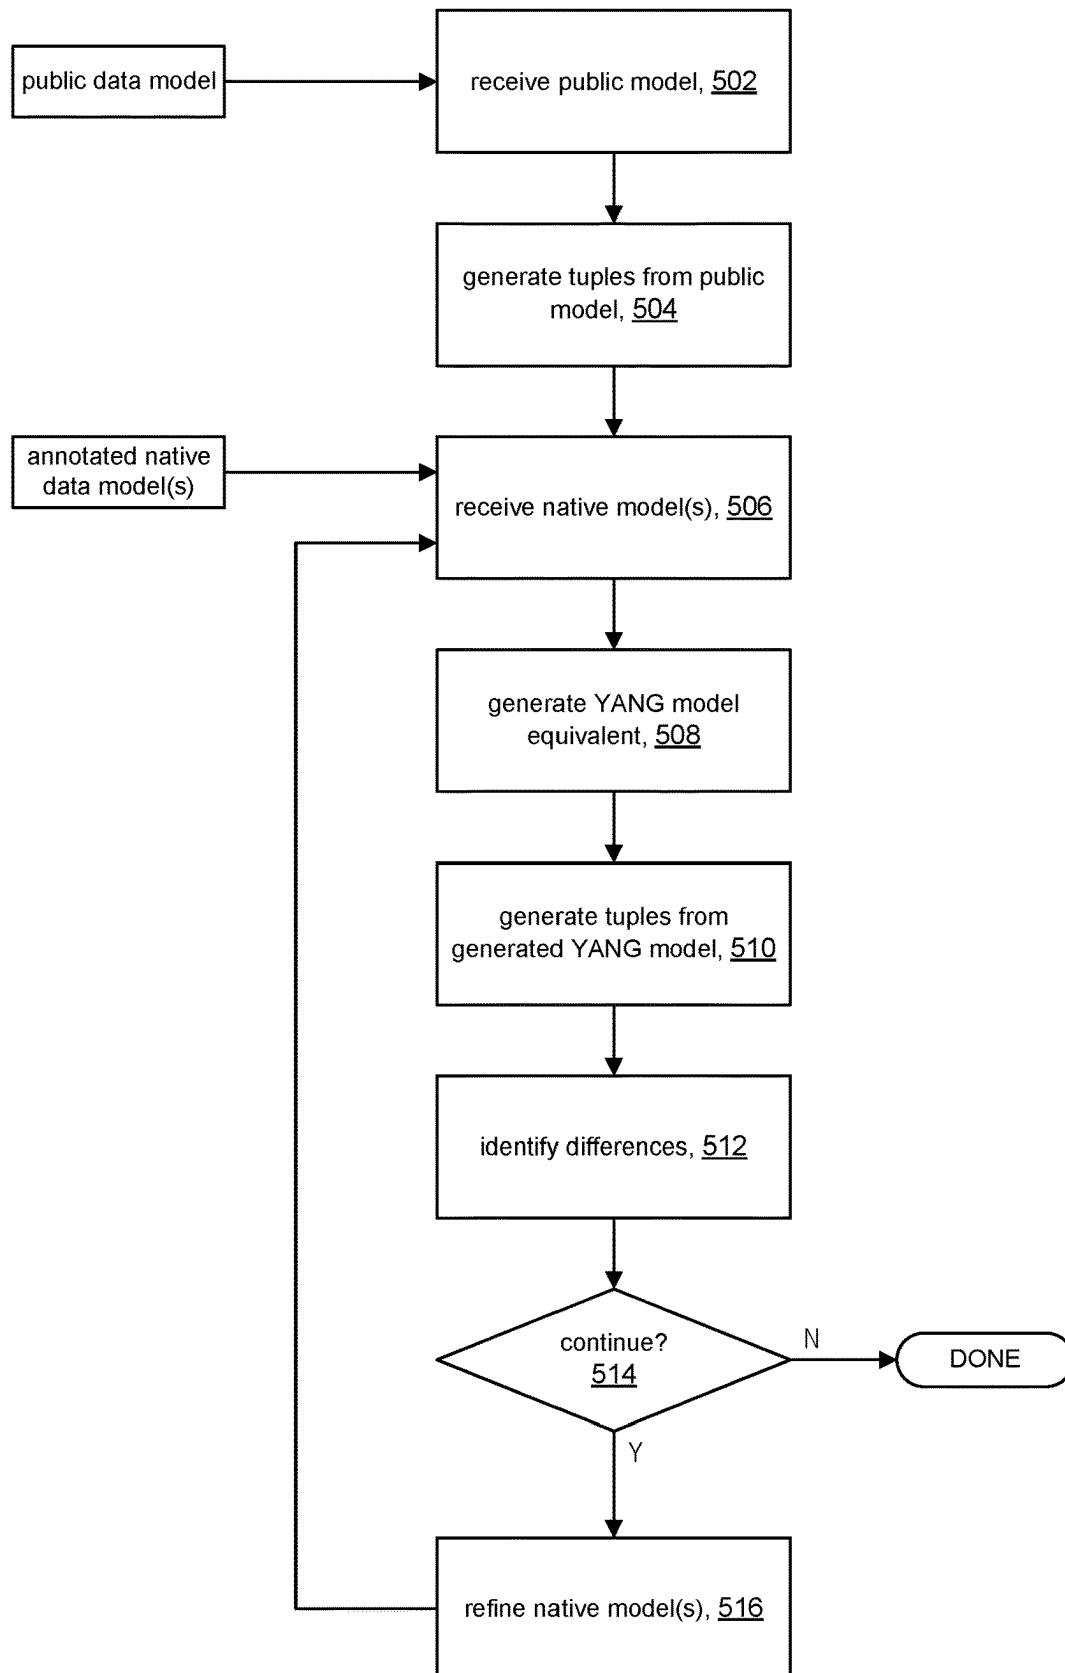 public data model
receive public model, 502
generate tuples from public
model, 504
annotated native
data model(s)
receive native model(s), 506
generate YANG model
equivalent, 508
generate tuples from
generated YANG model, 510
identify differences, 512
continue?
514
N
DONE
Y
refine native model(s), 516